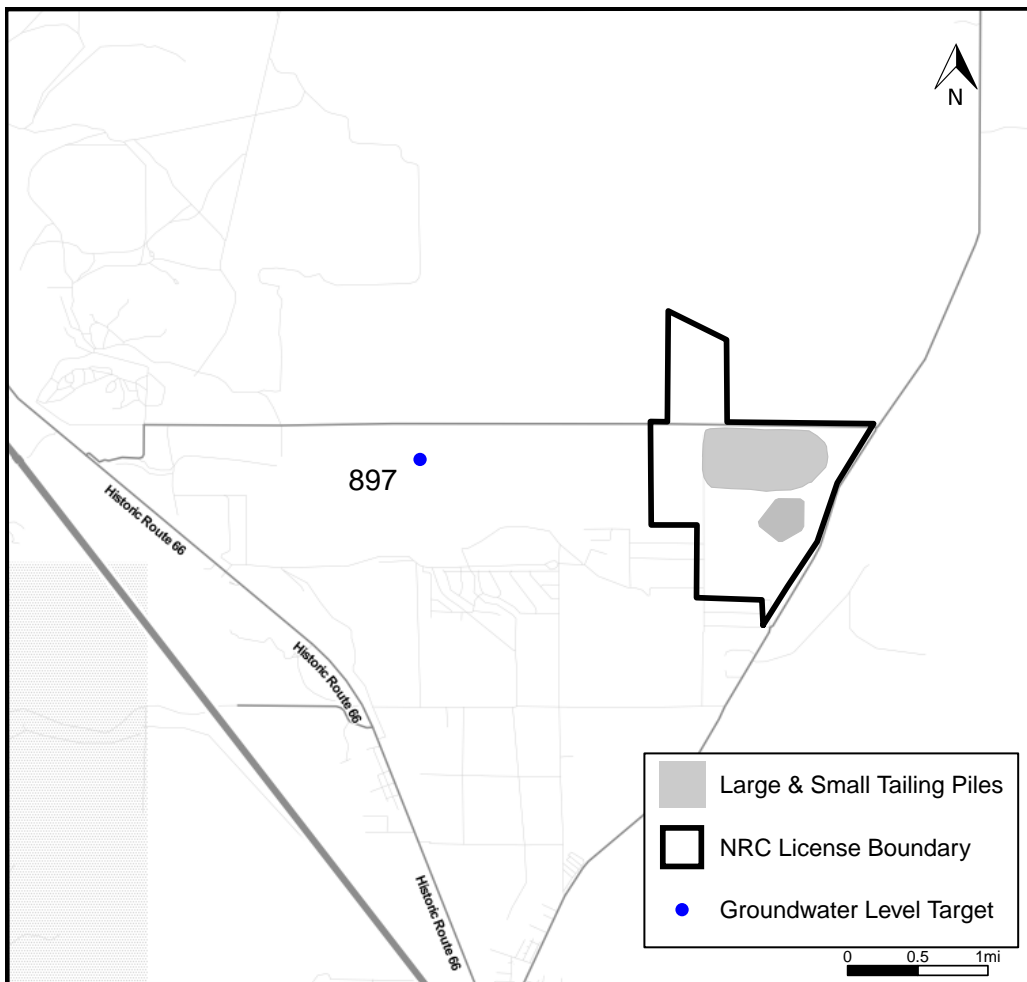 N
897
Historic Route 66
Historic Route 66
Historic Route 66
Large & Small Tailing Piles
NRC License Boundary
Groundwater Level Target
0 0.5 1mi